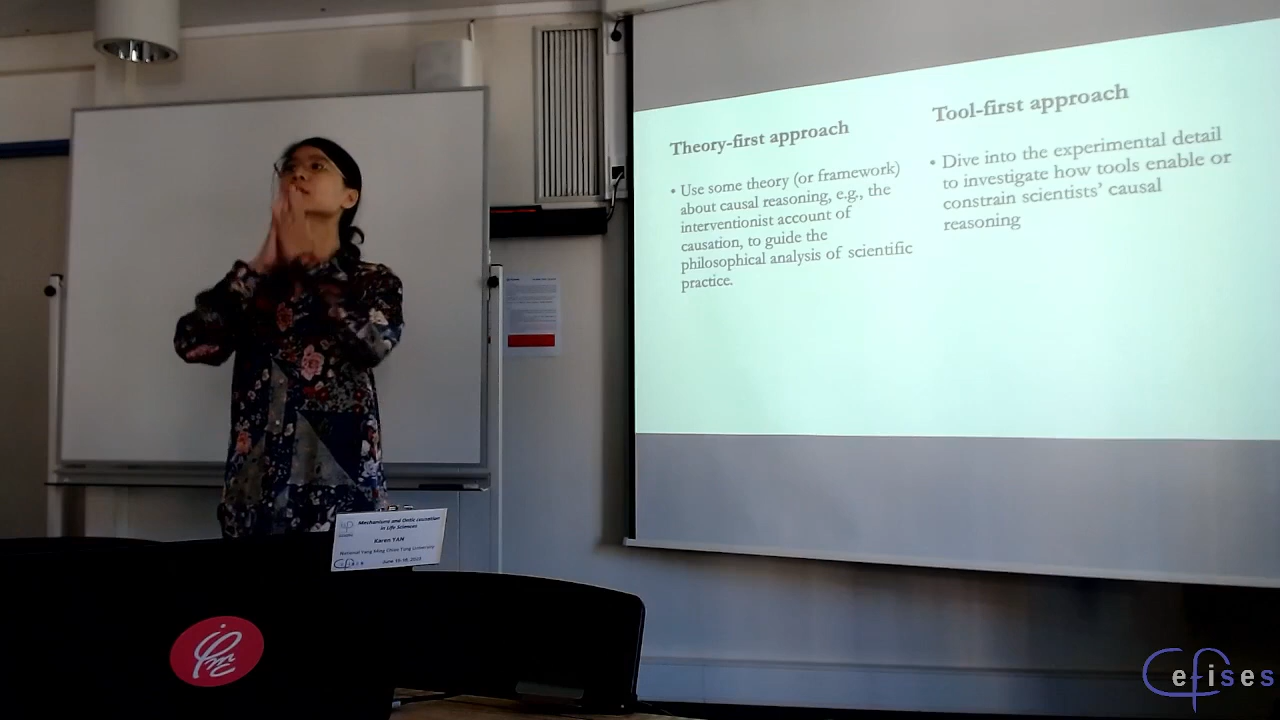 Theory-first approach
• Use some theory (or framework)
about causal reasoning, e.g., the
interventionist account of
causation, to guide the
philosophical analysis of scientific
practice.
Tool-first approach
• Dive into the experimental detail
to investigate how tools enable or
constrain scientists' causal
reasoning
Mechanisms and Ontic causation
in Life Sciences
Karen YAN
National Yang Ming Chiao Tung University
Cefises